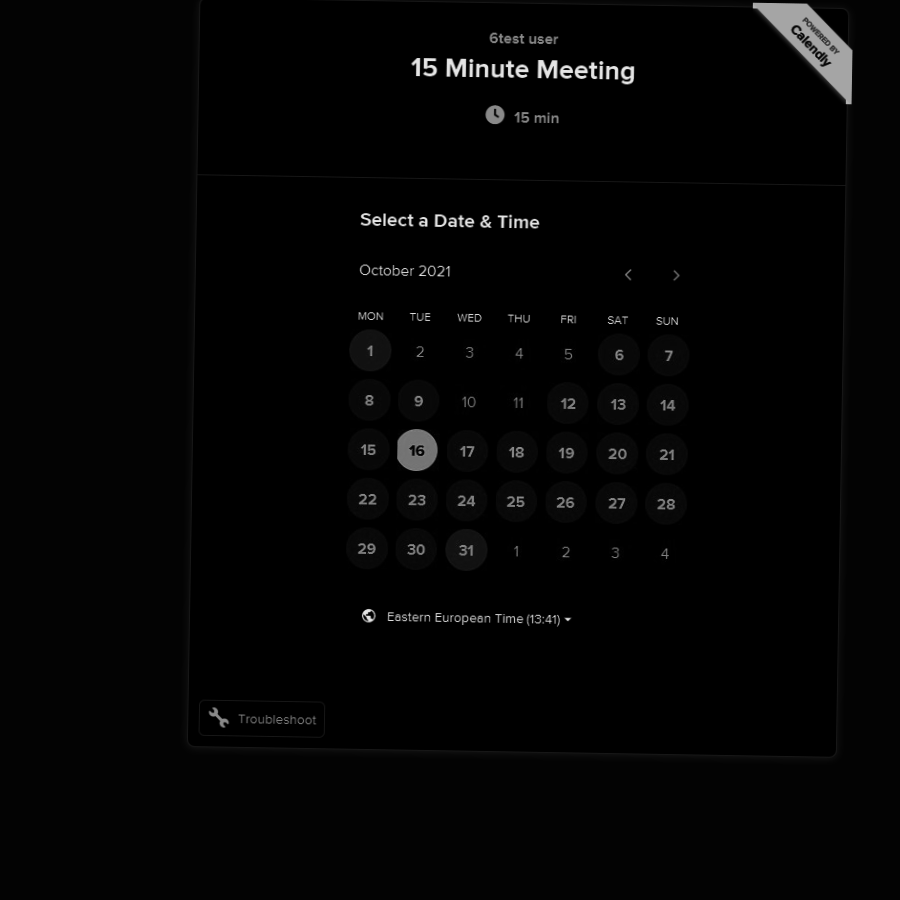 6test user
POWERED BY
Calendly
15 Minute Meeting
15 min
Select a Date & Time
October 2021
MON TUE WED THU FRI SAT SUN
1 2 3 4 5 6 7
8 9 10 11 12 13 14
15 16 17 18 19 20 21
22 23 24 25 26 27 28
29 30 31 1 2 3 4
Eastern European Time (13:41)
Troubleshoot